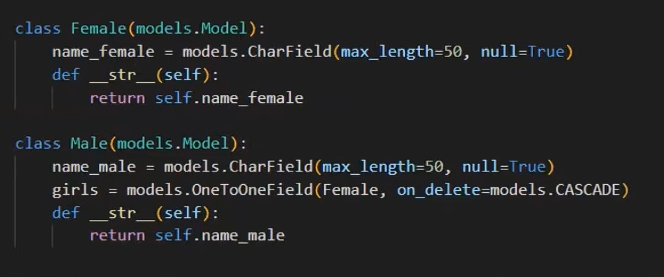 class Female(models.Model):
    name_female = models.CharField(max_length=50, null=True)
    def __str__(self):
        return self.name_female
class Male(models.Model):
    name_male = models.CharField(max_length=50, null=True)
    girls = models.OneToOneField(Female, on_delete=models.CASCADE)
    def __str__(self):
        return self.name_male